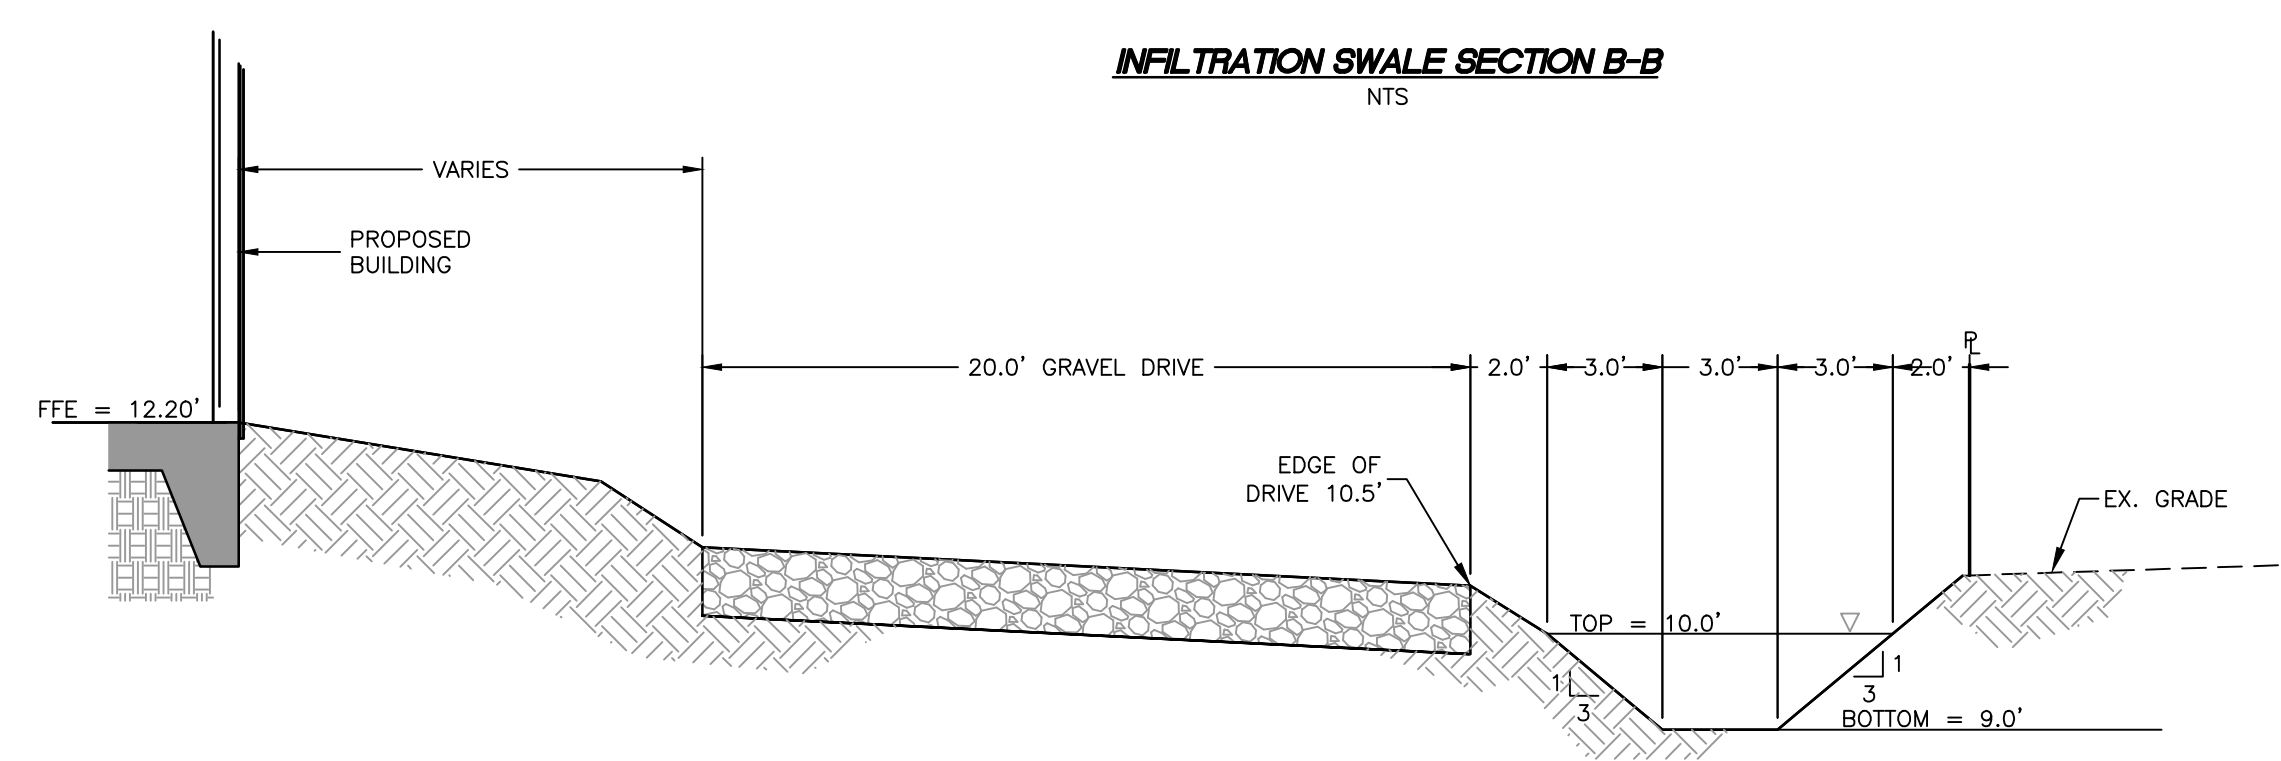 INFILTRATION SWALE SECTION B-B
NTS
VARIES
PROPOSED
BUILDING
PL
20.0' GRAVEL DRIVE
2.0'
3.0'
3.0'
3.0'
2.0'
FFE = 12.20'
EDGE OF
DRIVE 10.5'
EX. GRADE
TOP = 10.0'
1
3
1
3
BOTTOM = 9.0'